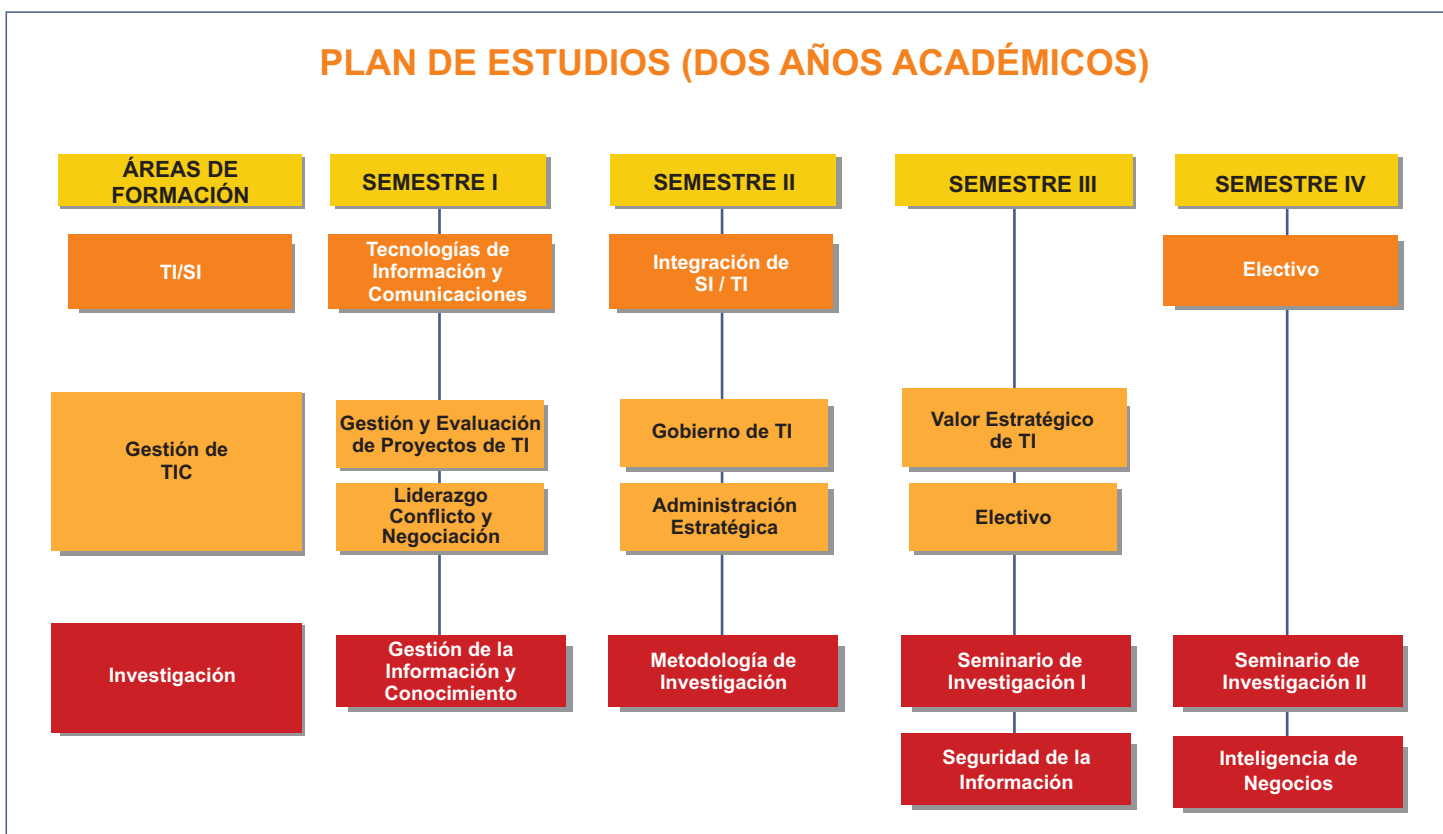 PLAN DE ESTUDIOS (DOS AÑOS ACADÉMICOS)
ÁREAS DE
FORMACIÓN
SEMESTRE I
SEMESTRE II
SEMESTRE III
SEMESTRE IV
TI/SI
Tecnologías de
Información y
Comunicaciones
Integración de
SI / TI
Electivo
Gestión de
TIC
Gestión y Evaluación
de Proyectos de TI
Gobierno de TI
Valor Estratégico
de TI
Liderazgo
Conflicto y
Negociación
Administración
Estratégica
Electivo
Investigación
Gestión de la
Información y
Conocimiento
Metodología de
Investigación
Seminario de
Investigación I
Seminario de
Investigación II
Seguridad de la
Información
Inteligencia de
Negocios